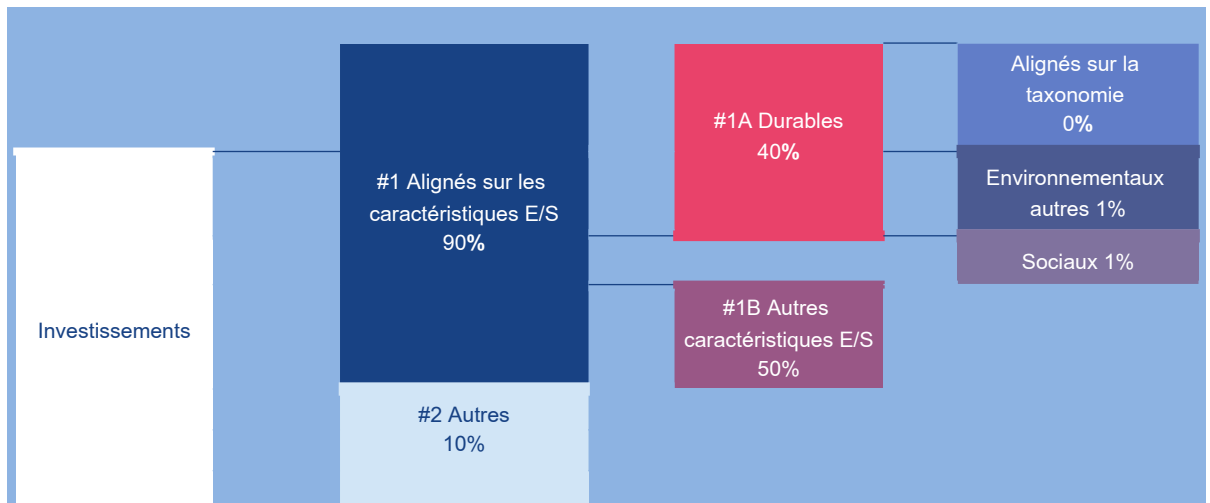 Investissements
#1 Alignés sur les
caractéristiques E/S
90%
#2 Autres
10%
#1A Durables
40%
#1B Autres
caractéristiques E/S
50%
Alignés sur la
taxonomie
0%
Environnementaux
autres 1%
Sociaux 1%